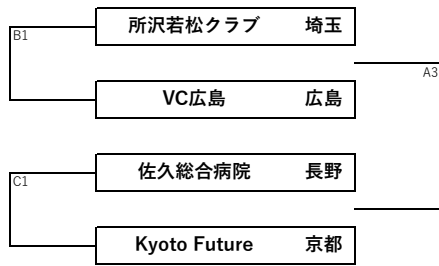 所沢若松クラブ 埼玉
B1
A3
VC広島 広島
佐久総合病院 長野
C1
Kyoto Future 京都